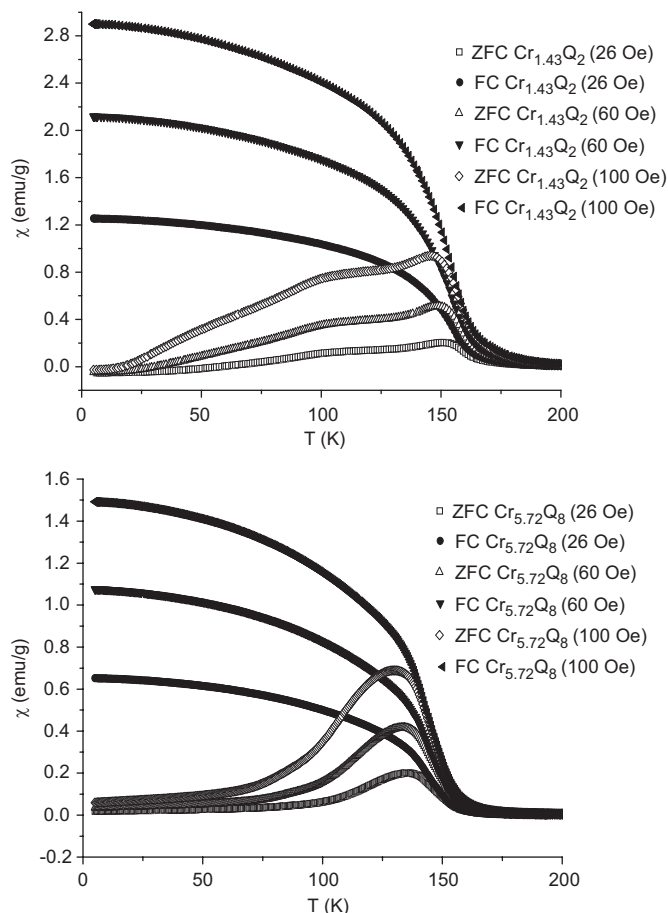 2.8
2.4
2.0
1.6
1.2
0.8
0.4
0.0
χ (emu/g)
0 50 100 150 200
T (K)
□ ZFC Cr1.43Q2 (26 Oe)
● FC Cr1.43Q2 (26 Oe)
△ ZFC Cr1.43Q2 (60 Oe)
▼ FC Cr1.43Q2 (60 Oe)
◇ ZFC Cr1.43Q2 (100 Oe)
◄ FC Cr1.43Q2 (100 Oe)
1.6
1.4
1.2
1.0
0.8
0.6
0.4
0.2
0.0
-0.2
χ (emu/g)
0 50 100 150 200
T (K)
□ ZFC Cr5.72Q8 (26 Oe)
● FC Cr5.72Q8 (26 Oe)
△ ZFC Cr5.72Q8 (60 Oe)
▼ FC Cr5.72Q8 (60 Oe)
◇ ZFC Cr5.72Q8 (100 Oe)
◄ FC Cr5.72Q8 (100 Oe)